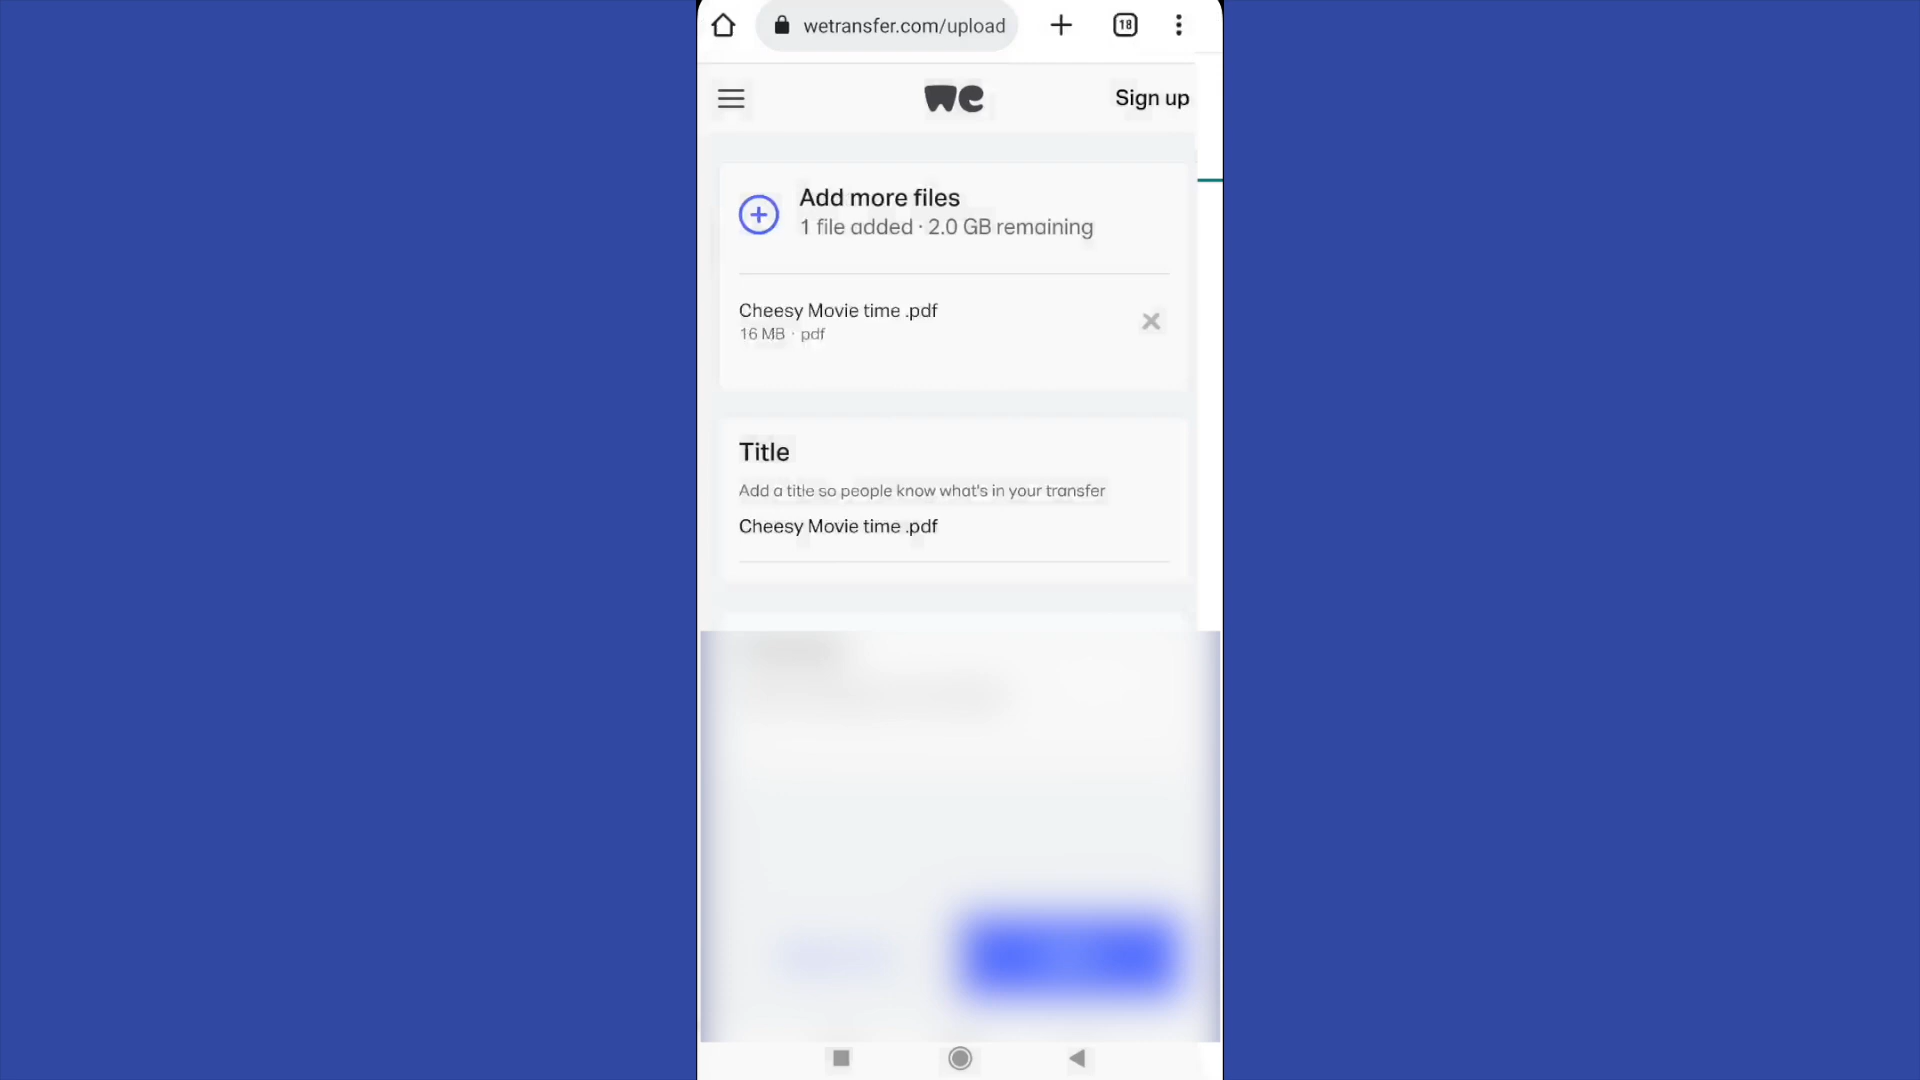 wetransfer.com/upload
18
we
Sign up
Add more files
1 file added · 2.0 GB remaining
Cheesy Movie time .pdf
16 MB · pdf
Title
Add a title so people know what's in your transfer
Cheesy Movie time .pdf